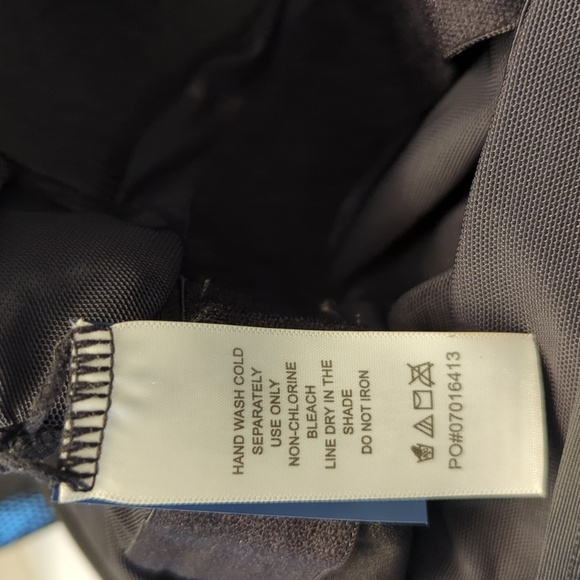 HAND WASH COLD
SEPARATELY
USE ONLY
NON-CHLORINE
BLEACH
LINE DRY IN THE
SHADE
DO NOT IRON
PO#07016413